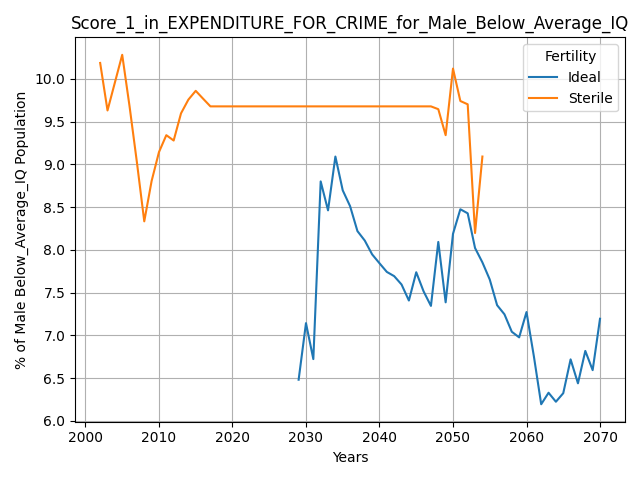 Score_1_in_EXPENDITURE_FOR_CRIME_for_Male_Below_Average_IQ
Fertility
Ideal
Sterile
% of Male Below_Average_IQ Population
10.0
9.5
9.0
8.5
8.0
7.5
7.0
6.5
6.0
2000 2010 2020 2030 2040 2050 2060 2070
Years